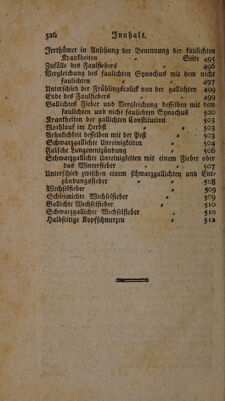 526 Innhalt.
Irrthümer in Ansehung der Benennung der faulichten
Krankheiten Seite 495
Zufälle des Faulfiebers 496
Vergleichung des faulichten Synochus mit dem nicht
faulichten 497
Unterschied der Frühlingscolick von der gallichten 499
Ende des Faulfiebers 499
Gallichtes Fieber und Vergleichung desselben mit dem
faulichten und nicht faulichten Synochus 500
Krankheiten der gallichten Constitution 503
Rothlauf im Herbst 503
Aehnlichkeit desselben mit der Pest 503
Schwarzgallichte Unreinigkeiten 504
Falsche Lungenentzündung 506
Schwarzgallichte Unreinigkeiten mit einem Fieber oder
das Winterfieber 507
Unterschied zwischen einem schwarzgallichten und Ent-
zündungsfieber 508
Wechselfieber 509
Schleimichte Wechselfieber 509
Gallichte Wechselfieber 510
Schwarzgallichte Wechselfieber 510
Halbseitige Kopfschmerzen 512